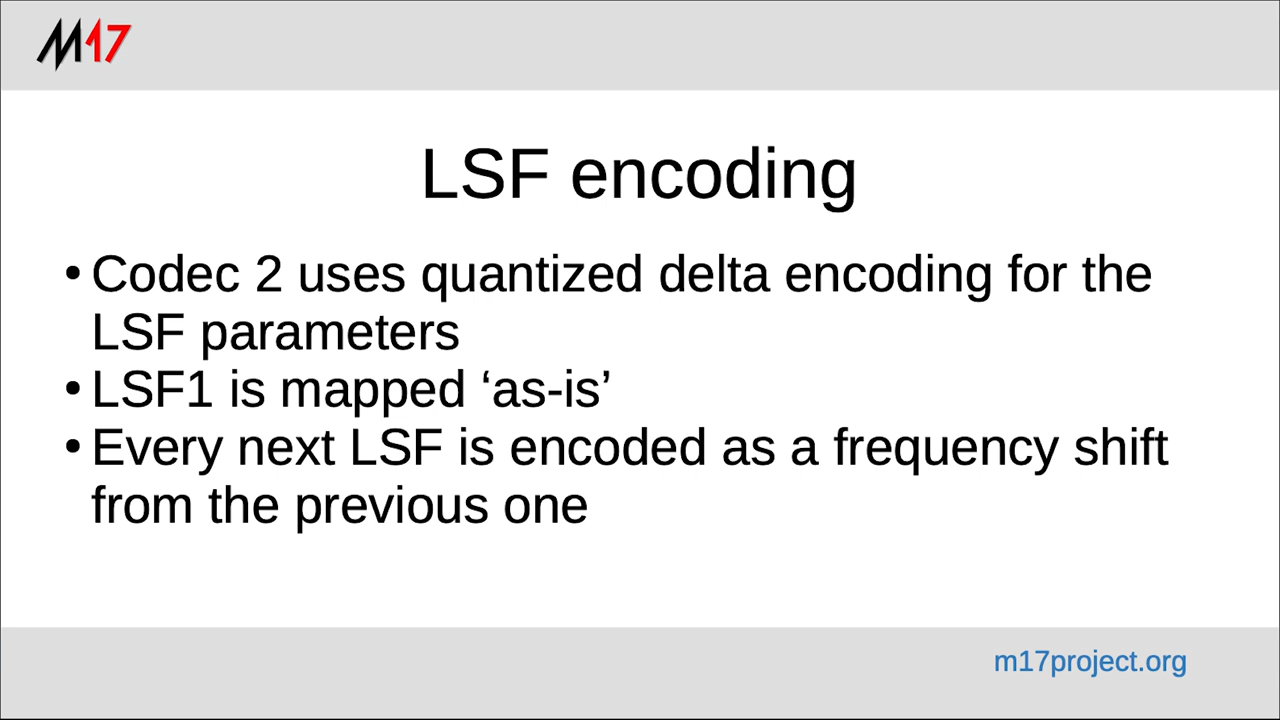 M17
LSF encoding
• Codec 2 uses quantized delta encoding for the
LSF parameters
• LSF1 is mapped ‘as-is’
• Every next LSF is encoded as a frequency shift
from the previous one
m17project.org